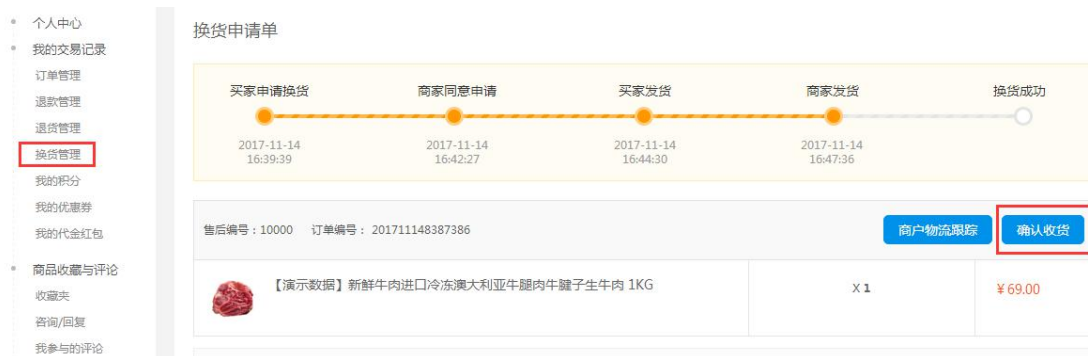 个人中心
我的交易记录
订单管理
退款管理
退货管理
换货管理
我的积分
我的优惠券
我的代金红包
商品收藏与评论
收藏夹
咨询/回复
我参与的评论
换货申请单
买家申请换货 商家同意申请 买家发货 商家发货 换货成功
2017-11-14 2017-11-14 2017-11-14 2017-11-14
16:39:39 16:42:27 16:44:30 16:47:36
售后编号：10000 订单编号： 201711148387386 商户物流跟踪 确认收货
【演示数据】新鲜牛肉进口冷冻澳大利亚牛腿肉牛腱子生牛肉 1KG X 1 ¥ 69.00